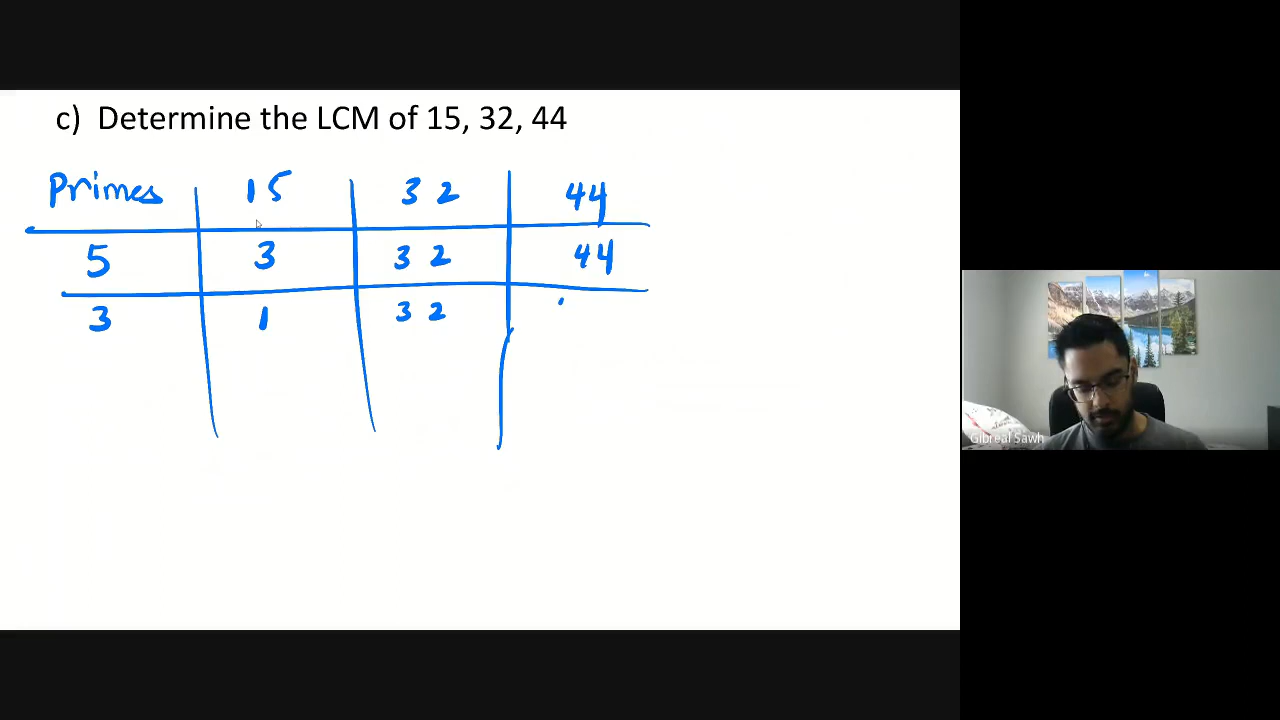 c) Determine the LCM of 15, 32, 44
Primes 15 32 44
5 3 32 44
3 1 32
Gibreal Sawh